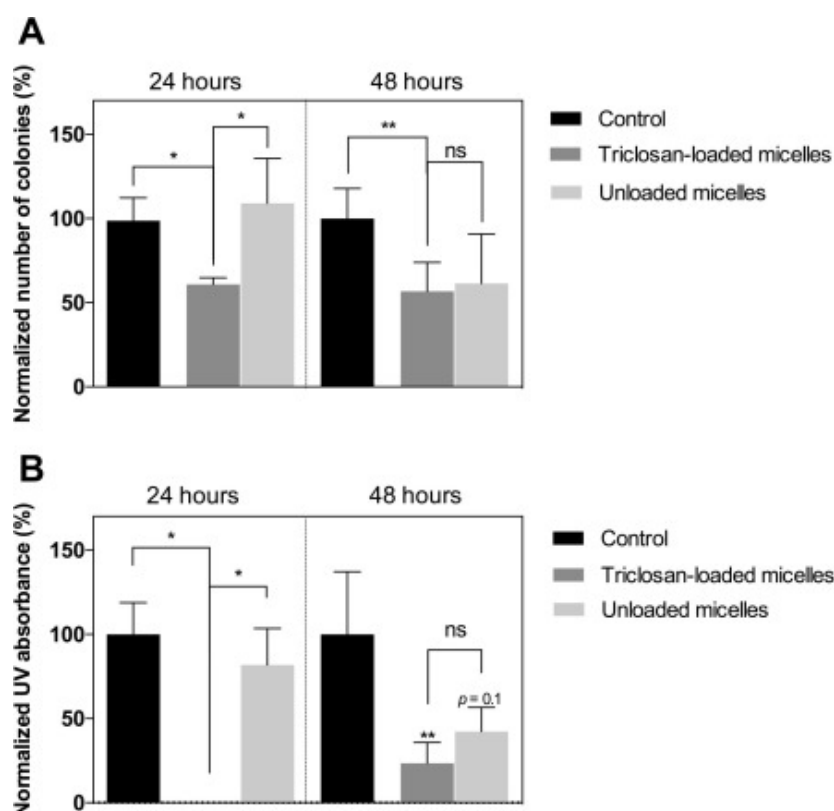 A
24 hours
48 hours
Normalized number of colonies (%)
150
100
50
0
*
*
**
ns
Control
Triclosan-loaded micelles
Unloaded micelles
B
24 hours
48 hours
Normalized UV absorbance (%)
150
100
50
0
*
*
ns
**
p = 0.1
Control
Triclosan-loaded micelles
Unloaded micelles